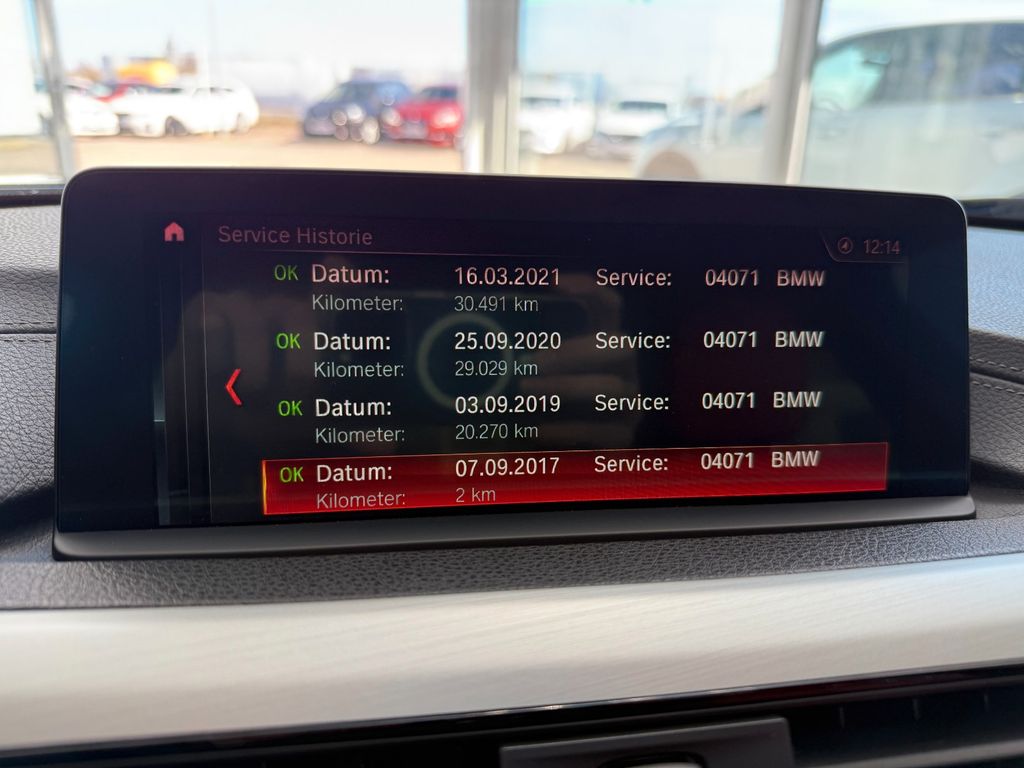 Service Historie
12:14
OK Datum: 16.03.2021 Service: 04071 BMW
Kilometer: 30.491 km
OK Datum: 25.09.2020 Service: 04071 BMW
Kilometer: 29.029 km
OK Datum: 03.09.2019 Service: 04071 BMW
Kilometer: 20.270 km
OK Datum: 07.09.2017 Service: 04071 BMW
Kilometer: 2 km